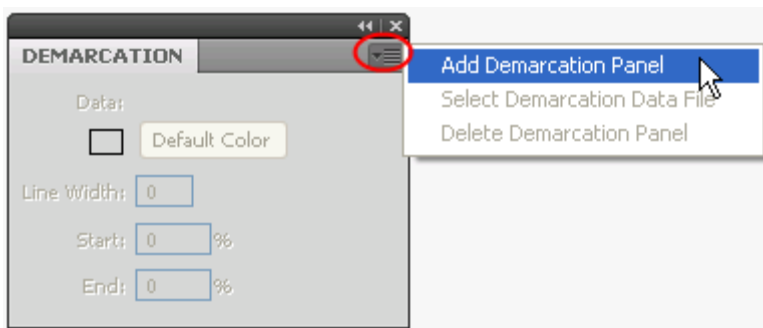 DEMARCATION
Data:
Default Color
Line Width: 0
Start: 0 %
End: 0 %
Add Demarcation Panel
Select Demarcation Data File
Delete Demarcation Panel